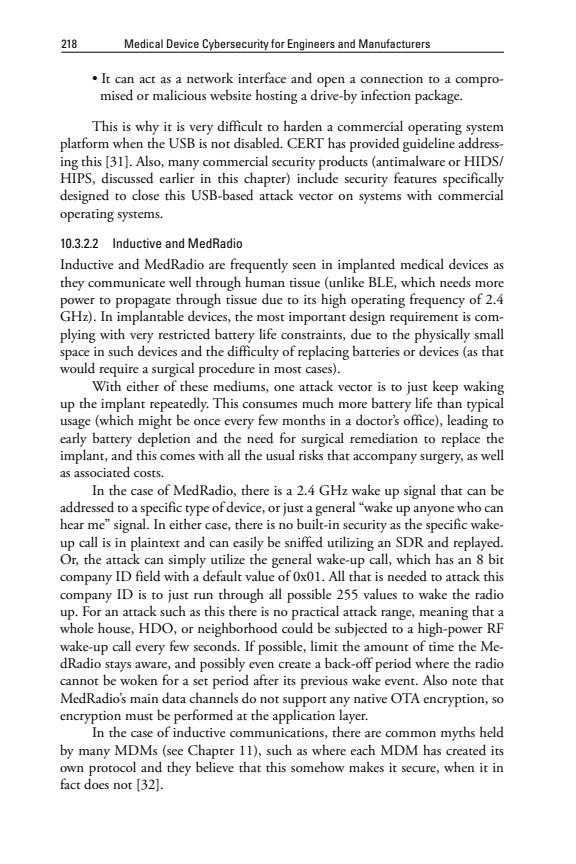 218 Medical Device Cybersecurity for Engineers and Manufacturers
• It can act as a network interface and open a connection to a compro-
mised or malicious website hosting a drive-by infection package.
This is why it is very difficult to harden a commercial operating system
platform when the USB is not disabled. CERT has provided guideline address-
ing this [31]. Also, many commercial security products (antimalware or HIDS/
HIPS, discussed earlier in this chapter) include security features specifically
designed to close this USB-based attack vector on systems with commercial
operating systems.
10.3.2.2 Inductive and MedRadio
Inductive and MedRadio are frequently seen in implanted medical devices as
they communicate well through human tissue (unlike BLE, which needs more
power to propagate through tissue due to its high operating frequency of 2.4
GHz). In implantable devices, the most important design requirement is com-
plying with very restricted battery life constraints, due to the physically small
space in such devices and the difficulty of replacing batteries or devices (as that
would require a surgical procedure in most cases).
With either of these mediums, one attack vector is to just keep waking
up the implant repeatedly. This consumes much more battery life than typical
usage (which might be once every few months in a doctor's office), leading to
early battery depletion and the need for surgical remediation to replace the
implant, and this comes with all the usual risks that accompany surgery, as well
as associated costs.
In the case of MedRadio, there is a 2.4 GHz wake up signal that can be
addressed to a specific type of device, or just a general "wake up anyone who can
hear me" signal. In either case, there is no built-in security as the specific wake-
up call is in plaintext and can easily be sniffed utilizing an SDR and replayed.
Or, the attack can simply utilize the general wake-up call, which has an 8 bit
company ID field with a default value of 0x01. All that is needed to attack this
company ID is to just run through all possible 255 values to wake the radio
up. For an attack such as this there is no practical attack range, meaning that a
whole house, HDO, or neighborhood could be subjected to a high-power RF
wake-up call every few seconds. If possible, limit the amount of time the Me-
dRadio stays aware, and possibly even create a back-off period where the radio
cannot be woken for a set period after its previous wake event. Also note that
MedRadio's main data channels do not support any native OTA encryption, so
encryption must be performed at the application layer.
In the case of inductive communications, there are common myths held
by many MDMs (see Chapter 11), such as where each MDM has created its
own protocol and they believe that this somehow makes it secure, when it in
fact does not [32].